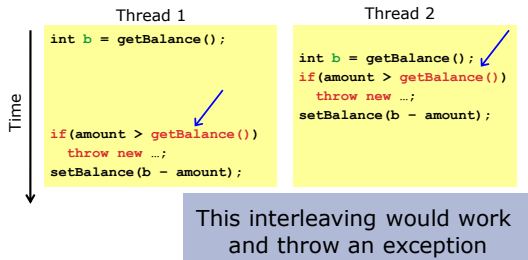 Thread 1
int b = getBalance();
if(amount > getBalance())
throw new …;
setBalance(b – amount);
Thread 2
int b = getBalance();
if(amount > getBalance())
throw new …;
setBalance(b – amount);
Time
This interleaving would work
and throw an exception